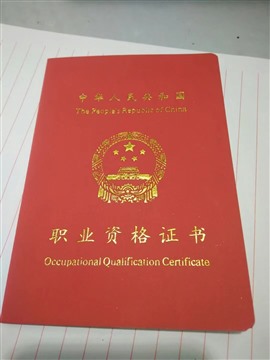 中华人民共和国
The People's Republic of China
职业资格证书
Occupational Qualification Certificate